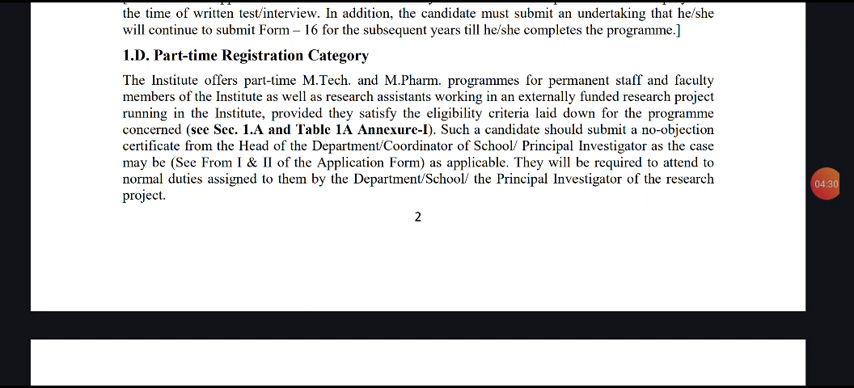 the time of written test/interview. In addition, the candidate must submit an undertaking that he/she
will continue to submit Form – 16 for the subsequent years till he/she completes the programme.]
1.D. Part-time Registration Category
The Institute offers part-time M.Tech. and M.Pharm. programmes for permanent staff and faculty
members of the Institute as well as research assistants working in an externally funded research project
running in the Institute, provided they satisfy the eligibility criteria laid down for the programme
concerned (see Sec. 1.A and Table 1A Annexure-I). Such a candidate should submit a no-objection
certificate from the Head of the Department/Coordinator of School/ Principal Investigator as the case
may be (See From I & II of the Application Form) as applicable. They will be required to attend to
normal duties assigned to them by the Department/School/ the Principal Investigator of the research
project.
2
04:30